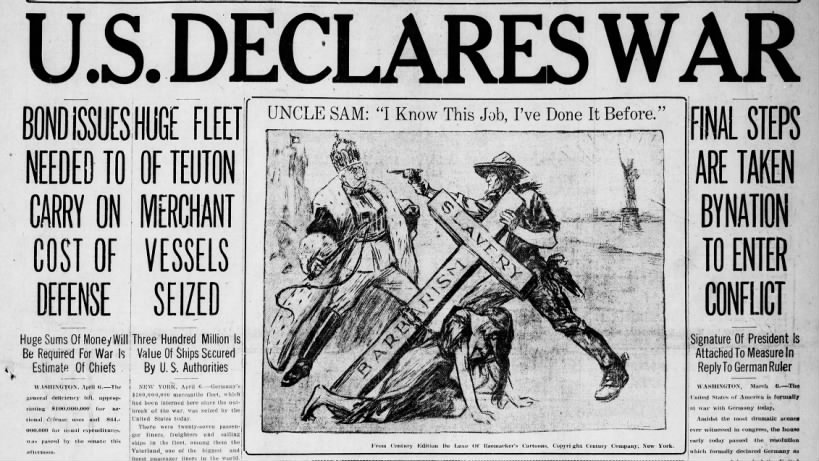 U.S. DECLARES WAR
BOND ISSUES
NEEDED TO
CARRY ON
COST OF
DEFENSE
Huge Sums Of Money Will
Be Required For War Is
Estimate Of Chiefs
WASHINGTON, April 6.—The
general deficiency bill, appropriating
$100,000,000 for na-
tional defense uses and
for usual expenditures,
was passed by the senate this
afternoon.
HUGE FLEET
OF TEUTON
MERCHANT
VESSELS
SEIZED
Three Hundred Million Is
Value Of Ships Secured
By U. S. Authorities
NEW YORK, April 6.—Germany's
mercantile fleet, which
had been interned here since the out-
break of the war, was seized by the
United States today.
There were twenty-seven passen-
ger liners, freighters and sailing
ships in the fleet, among them the
Vaterland, one of the biggest and
finest passenger liners in the world.
UNCLE SAM: "I Know This Job, I've Done It Before."
SLAVERY
BARBARISM
From Century Edition De Luxe Of Raemaeker's Cartoons, Copyright Century Company, New York.
FINAL STEPS
ARE TAKEN
BY NATION
TO ENTER
CONFLICT
Signature Of President Is
Attached To Measure In
Reply To German Ruler
WASHINGTON, March 6.—The
United States of America is formally
at war with Germany today.
Amidst the most dramatic scenes
ever witnessed in congress, the house
early today passed the resolution
which formally declared Germany as